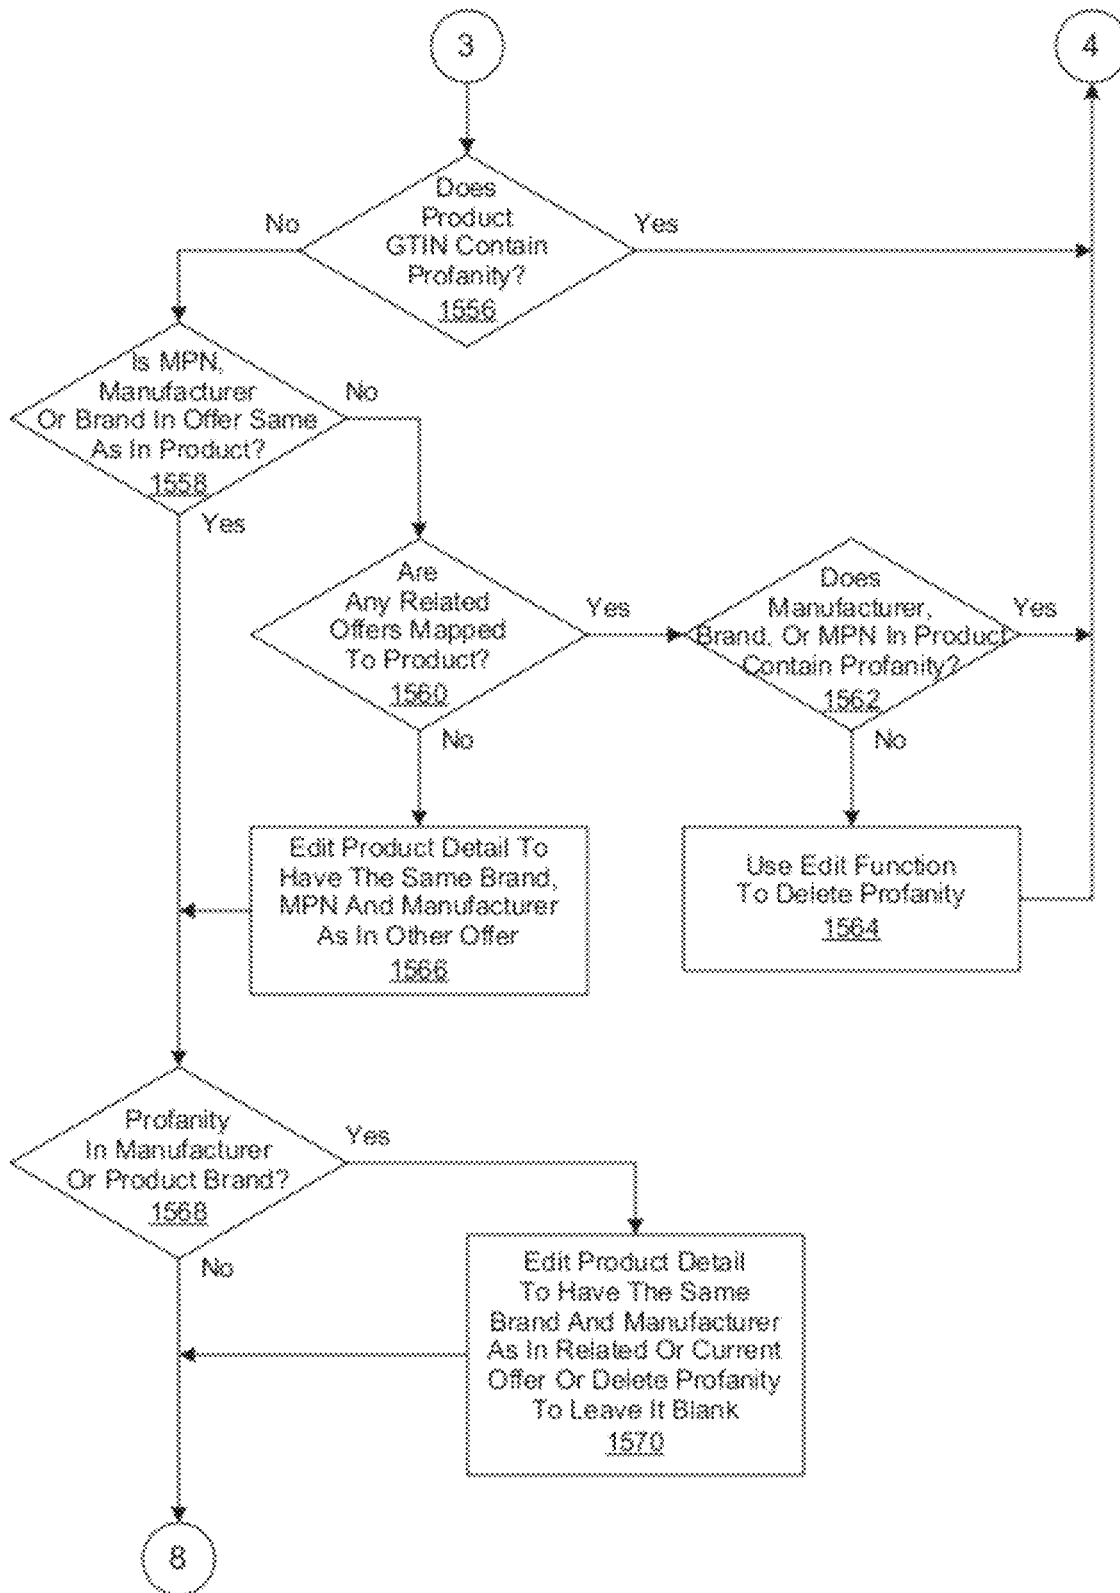 3
4
Does
Product
GTIN Contain
Profanity?
1556
No
Yes
Is MPN,
Manufacturer
Or Brand In Offer Same
As In Product?
1558
No
Yes
Are
Any Related
Offers Mapped
To Product?
1560
Yes
No
Does
Manufacturer,
Brand, Or MPN In Product
Contain Profanity?
1562
Yes
No
Edit Product Detail To
Have The Same Brand,
MPN And Manufacturer
As In Other Offer
1566
Use Edit Function
To Delete Profanity
1564
Profanity
In Manufacturer
Or Product Brand?
1568
Yes
No
Edit Product Detail
To Have The Same
Brand And Manufacturer
As In Related Or Current
Offer Or Delete Profanity
To Leave It Blank
1570
8